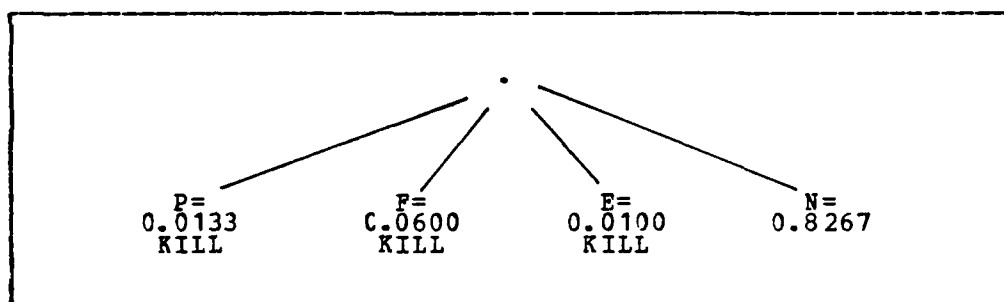 P= F= E= N=
0.0133 C.0600 0.0100 0.8267
KILL KILL KILL